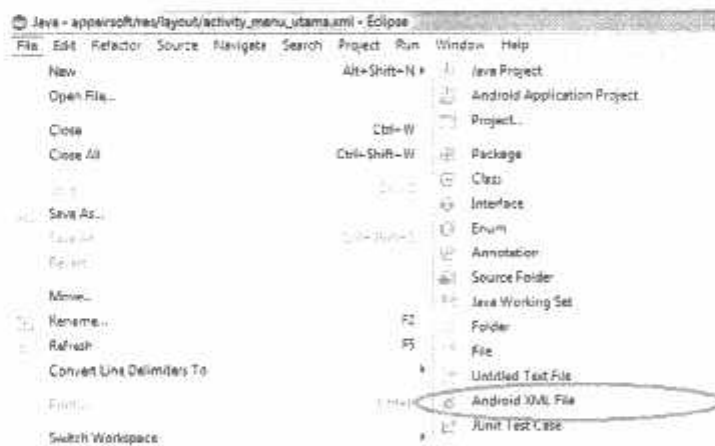 Java - appairsoft/res/layout/activity_menu_utama.xml - Eclipse
File Edit Refactor Source Navigate Search Project Run Window Help
New Alt+Shift+N
Open File...
Close Ctrl+W
Close All Ctrl+Shift+W
Save As...
Move...
Rename... F2
Refresh F5
Convert Line Delimiters To
Switch Workspace
Java Project
Android Application Project
Project...
Package
Class
Interface
Enum
Annotation
Source Folder
Java Working Set
Folder
File
Untitled Text File
Android XML File
JUnit Test Case